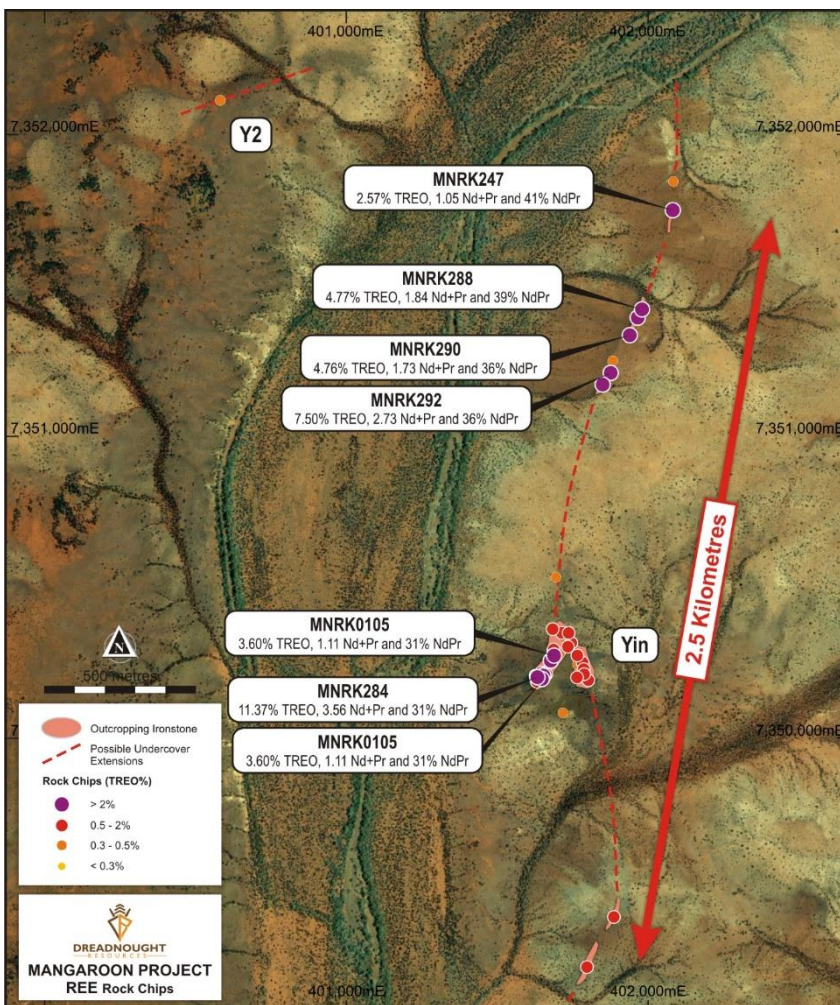 401,000mE
402,000mE
7,352,000mE
7,352,000mE
Y2
MNRK247
2.57% TREO, 1.05 Nd+Pr and 41% NdPr
MNRK288
4.77% TREO, 1.84 Nd+Pr and 39% NdPr
MNRK290
4.76% TREO, 1.73 Nd+Pr and 36% NdPr
MNRK292
7.50% TREO, 2.73 Nd+Pr and 36% NdPr
7,351,000mE
7,351,000mE
2.5 Kilometres
MNRK0105
3.60% TREO, 1.11 Nd+Pr and 31% NdPr
Yin
MNRK284
11.37% TREO, 3.56 Nd+Pr and 31% NdPr
MNRK0105
3.60% TREO, 1.11 Nd+Pr and 31% NdPr
7,350,000mE
N
500 metres
Outcropping Ironstone
Possible Undercover
Extensions
Rock Chips (TREO%)
> 2%
0.5 - 2%
0.3 - 0.5%
< 0.3%
DREADNOUGHT
RESOURCES
MANGAROON PROJECT
REE Rock Chips
401,000mE
402,000mE